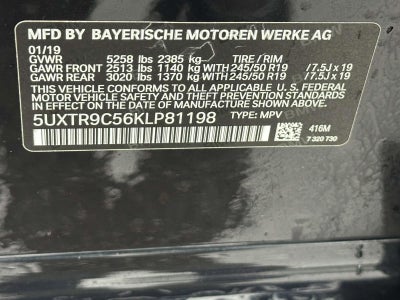 MFD BY BAYERISCHE MOTOREN WERKE AG
01/19
GVWR 5258 lbs 2385 kg TIRE / RIM
GAWR FRONT 2513 lbs 1140 kg 245/50 R19 /7.5J x 19
GAWR REAR 3020 lbs 1370 kg 245/50 R19 /7.5J x 19
THIS VEHICLE CONFORMS TO ALL APPLICABLE U.S. FEDERAL
MOTOR VEHICLE SAFETY AND THEFT PREVENTION STANDARDS
IN EFFECT ON THE DATE OF MANUFACTURE SHOWN ABOVE.
5UXTR9C56KLP81198 TYPE: MPV
416M
7 320 730